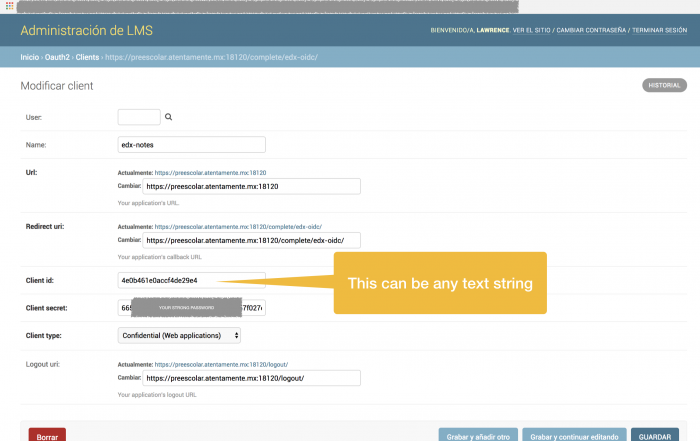 Administración de LMS
BIENVENIDO/A, LAWRENCE. VER EL SITIO / CAMBIAR CONTRASEÑA / TERMINAR SESIÓN
Inicio › Oauth2 › Clients › https://preescolar.atentamente.mx:18120/complete/edx-oidc/
Modificar client
HISTORIAL
User:
Name:
edx-notes
Url:
Actualmente: https://preescolar.atentamente.mx:18120
Cambiar:
https://preescolar.atentamente.mx:18120
Your application's URL.
Redirect uri:
Actualmente: https://preescolar.atentamente.mx:18120/complete/edx-oidc/
Cambiar:
https://preescolar.atentamente.mx:18120/complete/edx-oidc/
Your application's callback URL
Client id:
4e0b461e0accf4de29e4
This can be any text string
Client secret:
YOUR STRONG PASSWORD
Client type:
Confidential (Web applications)
Logout uri:
Actualmente: https://preescolar.atentamente.mx:18120/logout/
Cambiar:
https://preescolar.atentamente.mx:18120/logout/
Your application's logout URL
Borrar
Grabar y añadir otro
Grabar y continuar editando
GUARDAR